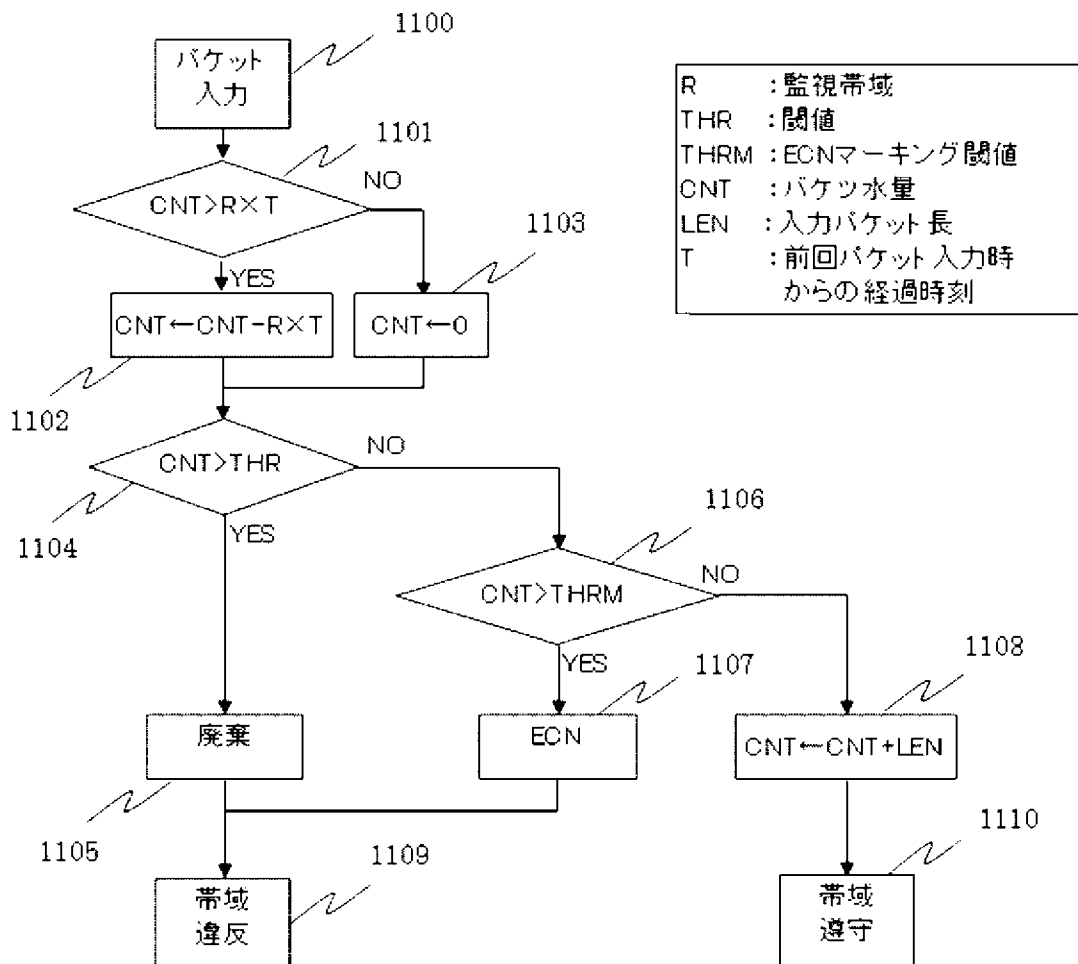 1100
パケット
入力
1101
CNT>R×T
NO
YES
1103
CNT←CNT-R×T
CNT←0
1102
CNT>THR
NO
YES
1104
1106
CNT>THRM
NO
YES
1107
1108
廃棄
ECN
CNT←CNT+LEN
1105
1109
1110
帯域
違反
帯域
遵守
R :監視帯域
THR :閾値
THRM :ECNマーキング閾値
CNT :バケツ水量
LEN :入力パケット長
T :前回パケット入力時
からの経過時刻